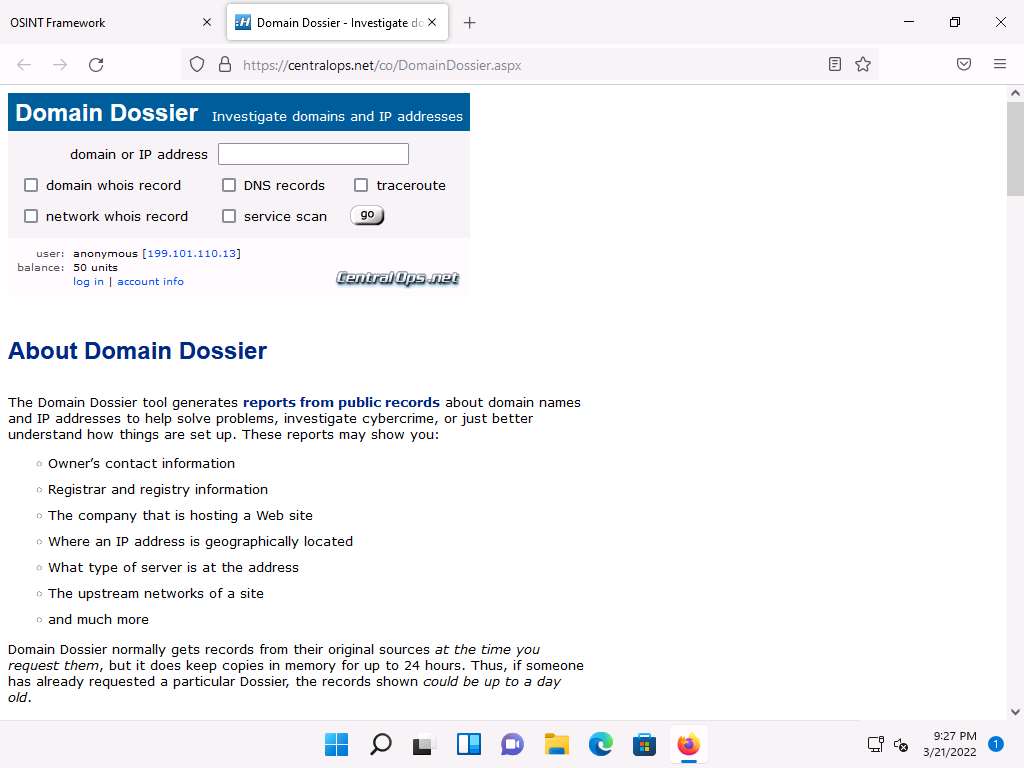 OSINT Framework
Domain Dossier - Investigate do
https://centralops.net/co/DomainDossier.aspx
Domain Dossier Investigate domains and IP addresses
domain or IP address
domain whois record DNS records traceroute
network whois record service scan go
user: anonymous [199.101.110.13]
balance: 50 units
log in | account info
CentralOps.net
About Domain Dossier
The Domain Dossier tool generates reports from public records about domain names
and IP addresses to help solve problems, investigate cybercrime, or just better
understand how things are set up. These reports may show you:
Owner’s contact information
Registrar and registry information
The company that is hosting a Web site
Where an IP address is geographically located
What type of server is at the address
The upstream networks of a site
and much more
Domain Dossier normally gets records from their original sources at the time you
request them, but it does keep copies in memory for up to 24 hours. Thus, if someone
has already requested a particular Dossier, the records shown could be up to a day
old.
9:27 PM
3/21/2022
1